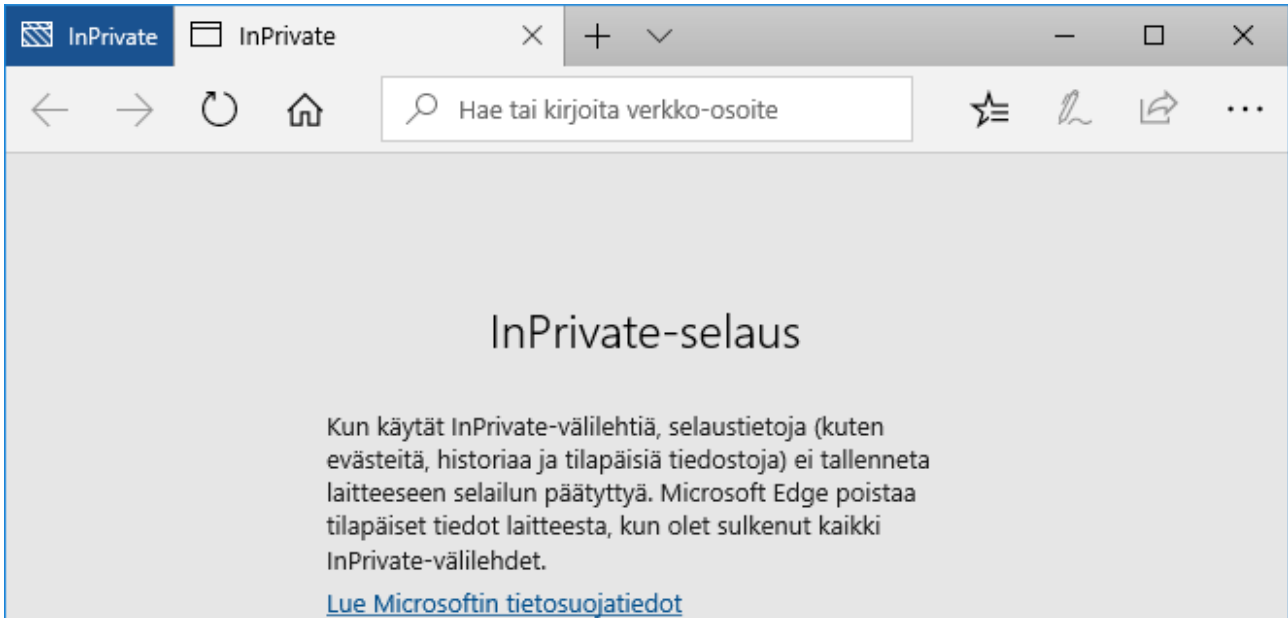 InPrivate InPrivate
Hae tai kirjoita verkko-osoite
InPrivate-selaus
Kun käytät InPrivate-välilehtiä, selaustietoja (kuten
evästeitä, historiaa ja tilapäisiä tiedostoja) ei tallenneta
laitteeseen selailun päätyttyä. Microsoft Edge poistaa
tilapäiset tiedot laitteesta, kun olet sulkenut kaikki
InPrivate-välilehdet.
Lue Microsoftin tietosuojatiedot